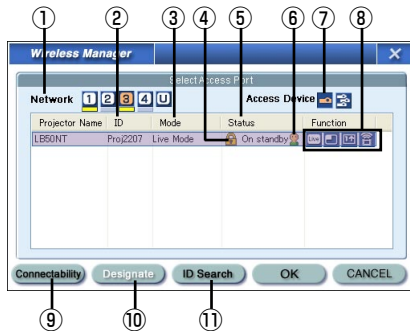 ① ② ③ ④ ⑤ ⑥ ⑦ ⑧
Wireless Manager
Select Access Port
Network 1 2 3 4 U Access Device
Projector Name ID Mode Status Function
LB50NT Proj2207 Live Mode On standby Live
Connectability Designate ID Search OK CANCEL
⑨ ⑩ ⑪